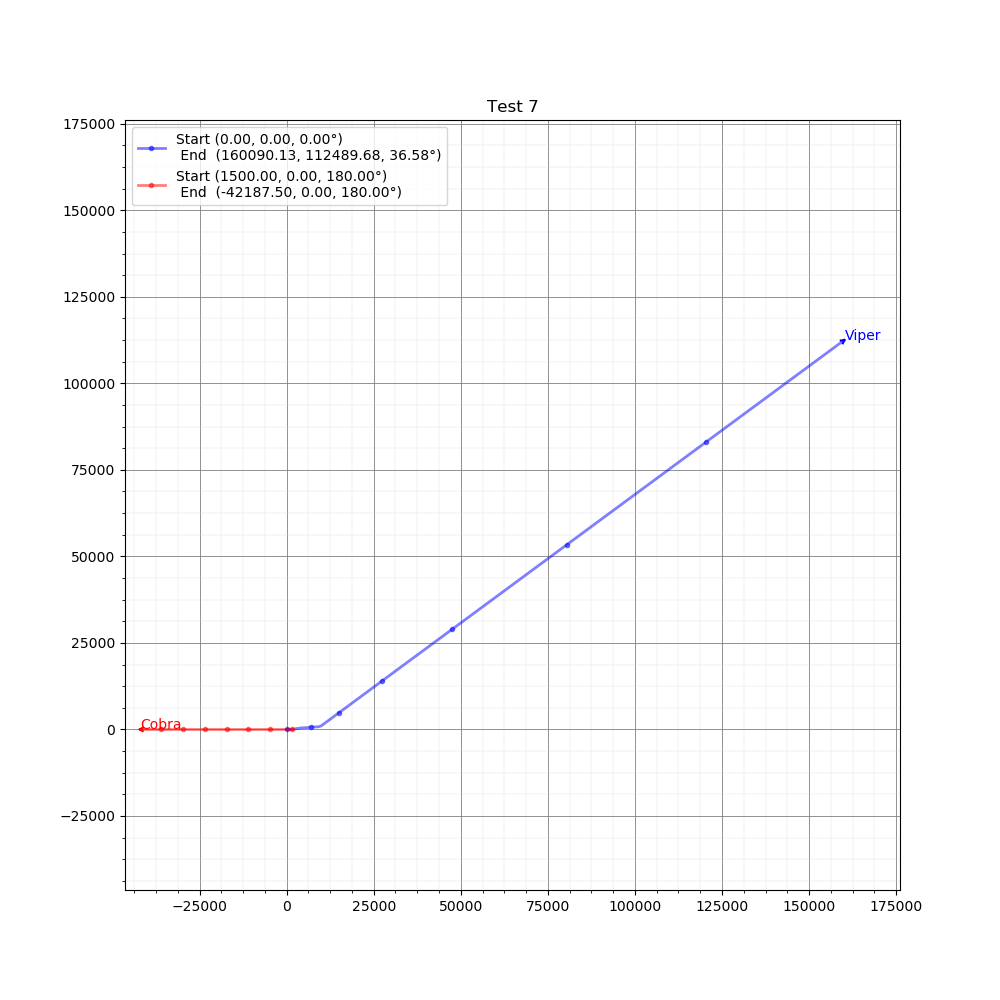 Test 7
Start (0.00, 0.00, 0.00°)
End (160090.13, 112489.68, 36.58°)
Start (1500.00, 0.00, 180.00°)
End (-42187.50, 0.00, 180.00°)
175000
150000
125000
100000
75000
50000
25000
0
−25000
Viper
Cobra
−25000 0 25000 50000 75000 100000 125000 150000 175000